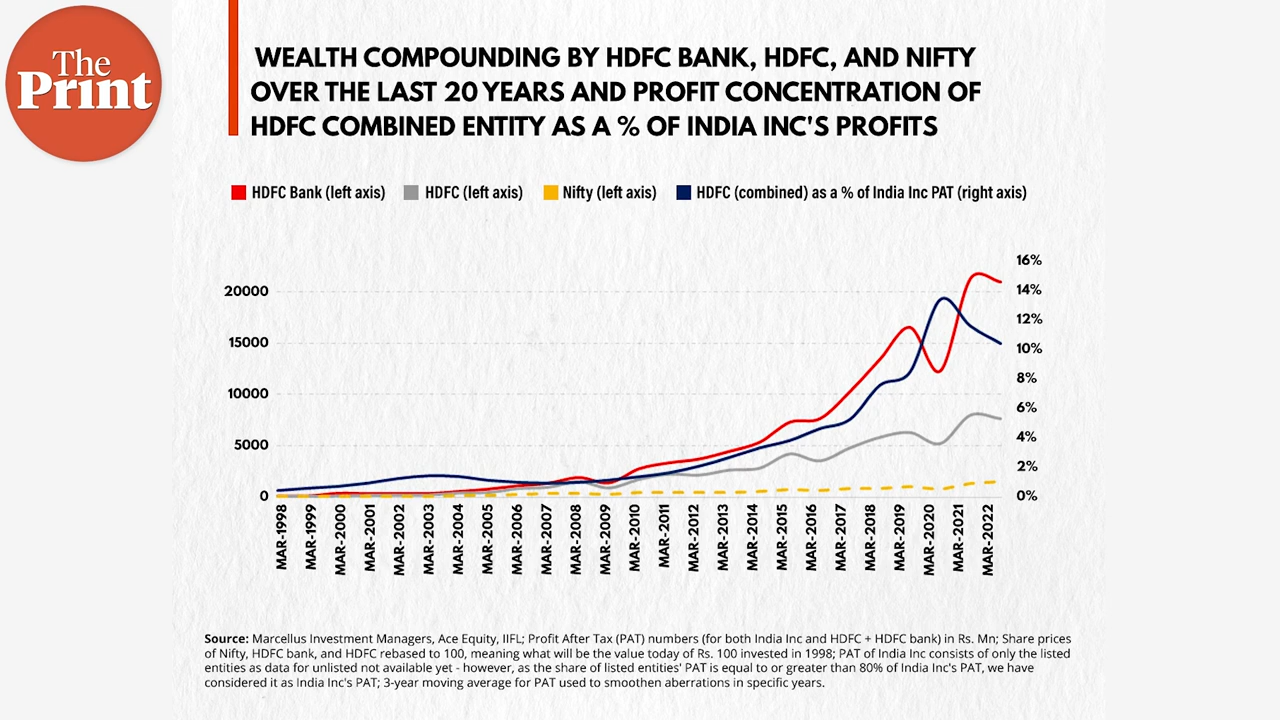 The
Print
WEALTH COMPOUNDING BY HDFC BANK, HDFC, AND NIFTY
OVER THE LAST 20 YEARS AND PROFIT CONCENTRATION OF
HDFC COMBINED ENTITY AS A % OF INDIA INC'S PROFITS
HDFC Bank (left axis) HDFC (left axis) Nifty (left axis) HDFC (combined) as a % of India Inc PAT (right axis)
20000
15000
10000
5000
0
16%
14%
12%
10%
8%
6%
4%
2%
0%
MAR-1998
MAR-1999
MAR-2000
MAR-2001
MAR-2002
MAR-2003
MAR-2004
MAR-2005
MAR-2006
MAR-2007
MAR-2008
MAR-2009
MAR-2010
MAR-2011
MAR-2012
MAR-2013
MAR-2014
MAR-2015
MAR-2016
MAR-2017
MAR-2018
MAR-2019
MAR-2020
MAR-2021
MAR-2022
Source: Marcellus Investment Managers, Ace Equity, IIFL; Profit After Tax (PAT) numbers (for both India Inc and HDFC + HDFC bank) in Rs. Mn; Share prices
of Nifty, HDFC bank, and HDFC rebased to 100, meaning what will be the value today of Rs. 100 invested in 1998; PAT of India Inc consists of only the listed
entities as data for unlisted not available yet - however, as the share of listed entities' PAT is equal to or greater than 80% of India Inc's PAT, we have
considered it as India Inc's PAT; 3-year moving average for PAT used to smoothen aberrations in specific years.